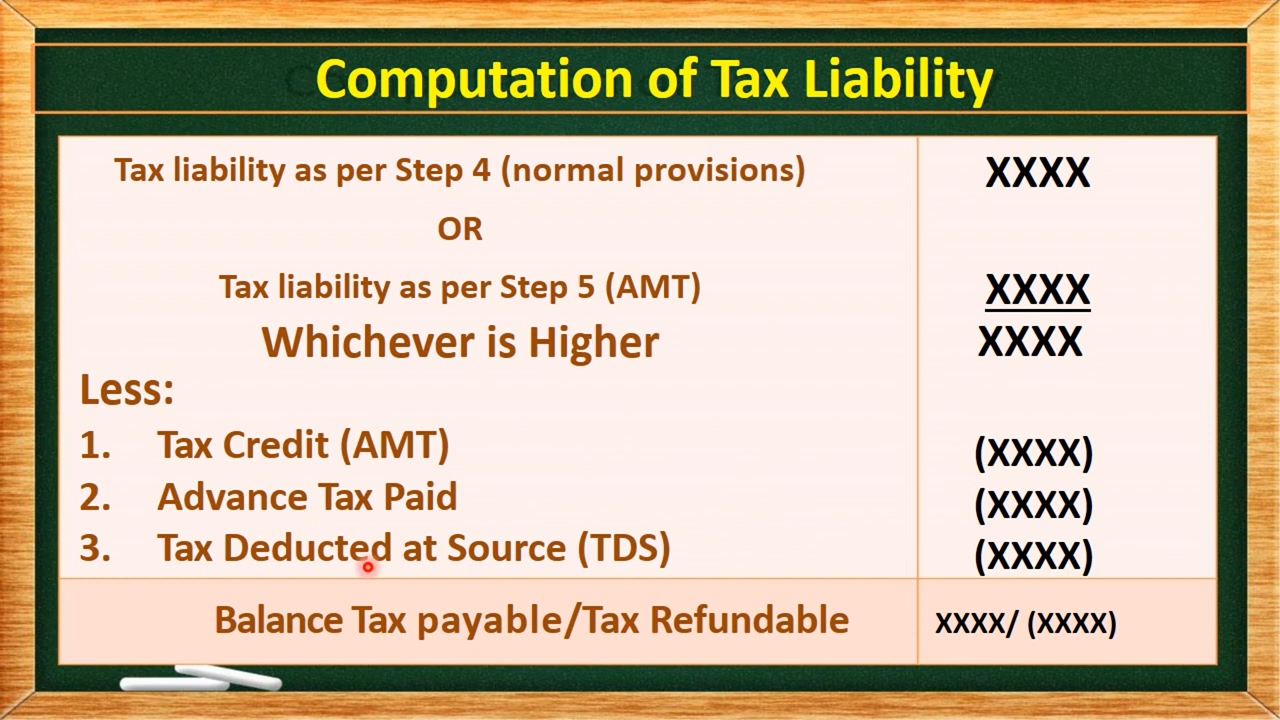 Computation of Tax Liability
Tax liability as per Step 4 (normal provisions) XXXX
OR
Tax liability as per Step 5 (AMT) XXXX
Whichever is Higher XXXX
Less:
1. Tax Credit (AMT) (XXXX)
2. Advance Tax Paid (XXXX)
3. Tax Deducted at Source (TDS) (XXXX)
Balance Tax payable/Tax Refundable XXXX/ (XXXX)